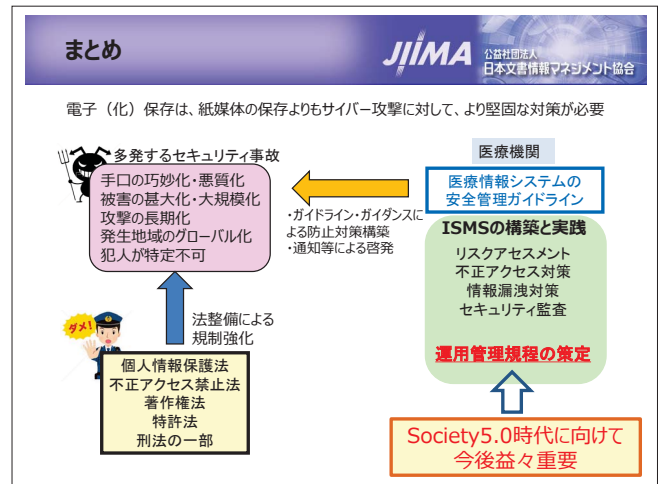 まとめ
JIIMA 公益社団法人
日本文書情報マネジメント協会
電子（化）保存は、紙媒体の保存よりもサイバー攻撃に対して、より堅固な対策が必要
多発するセキュリティ事故
手口の巧妙化・悪質化
被害の甚大化・大規模化
攻撃の長期化
発生地域のグローバル化
犯人が特定不可
・ガイドライン・ガイダンスに
よる防止対策構築
・通知等による啓発
医療機関
医療情報システムの
安全管理ガイドライン
ISMSの構築と実践
リスクアセスメント
不正アクセス対策
情報漏洩対策
セキュリティ監査
運用管理規程の策定
ダメ!
法整備による
規制強化
個人情報保護法
不正アクセス禁止法
著作権法
特許法
刑法の一部
Society5.0時代に向けて
今後益々重要